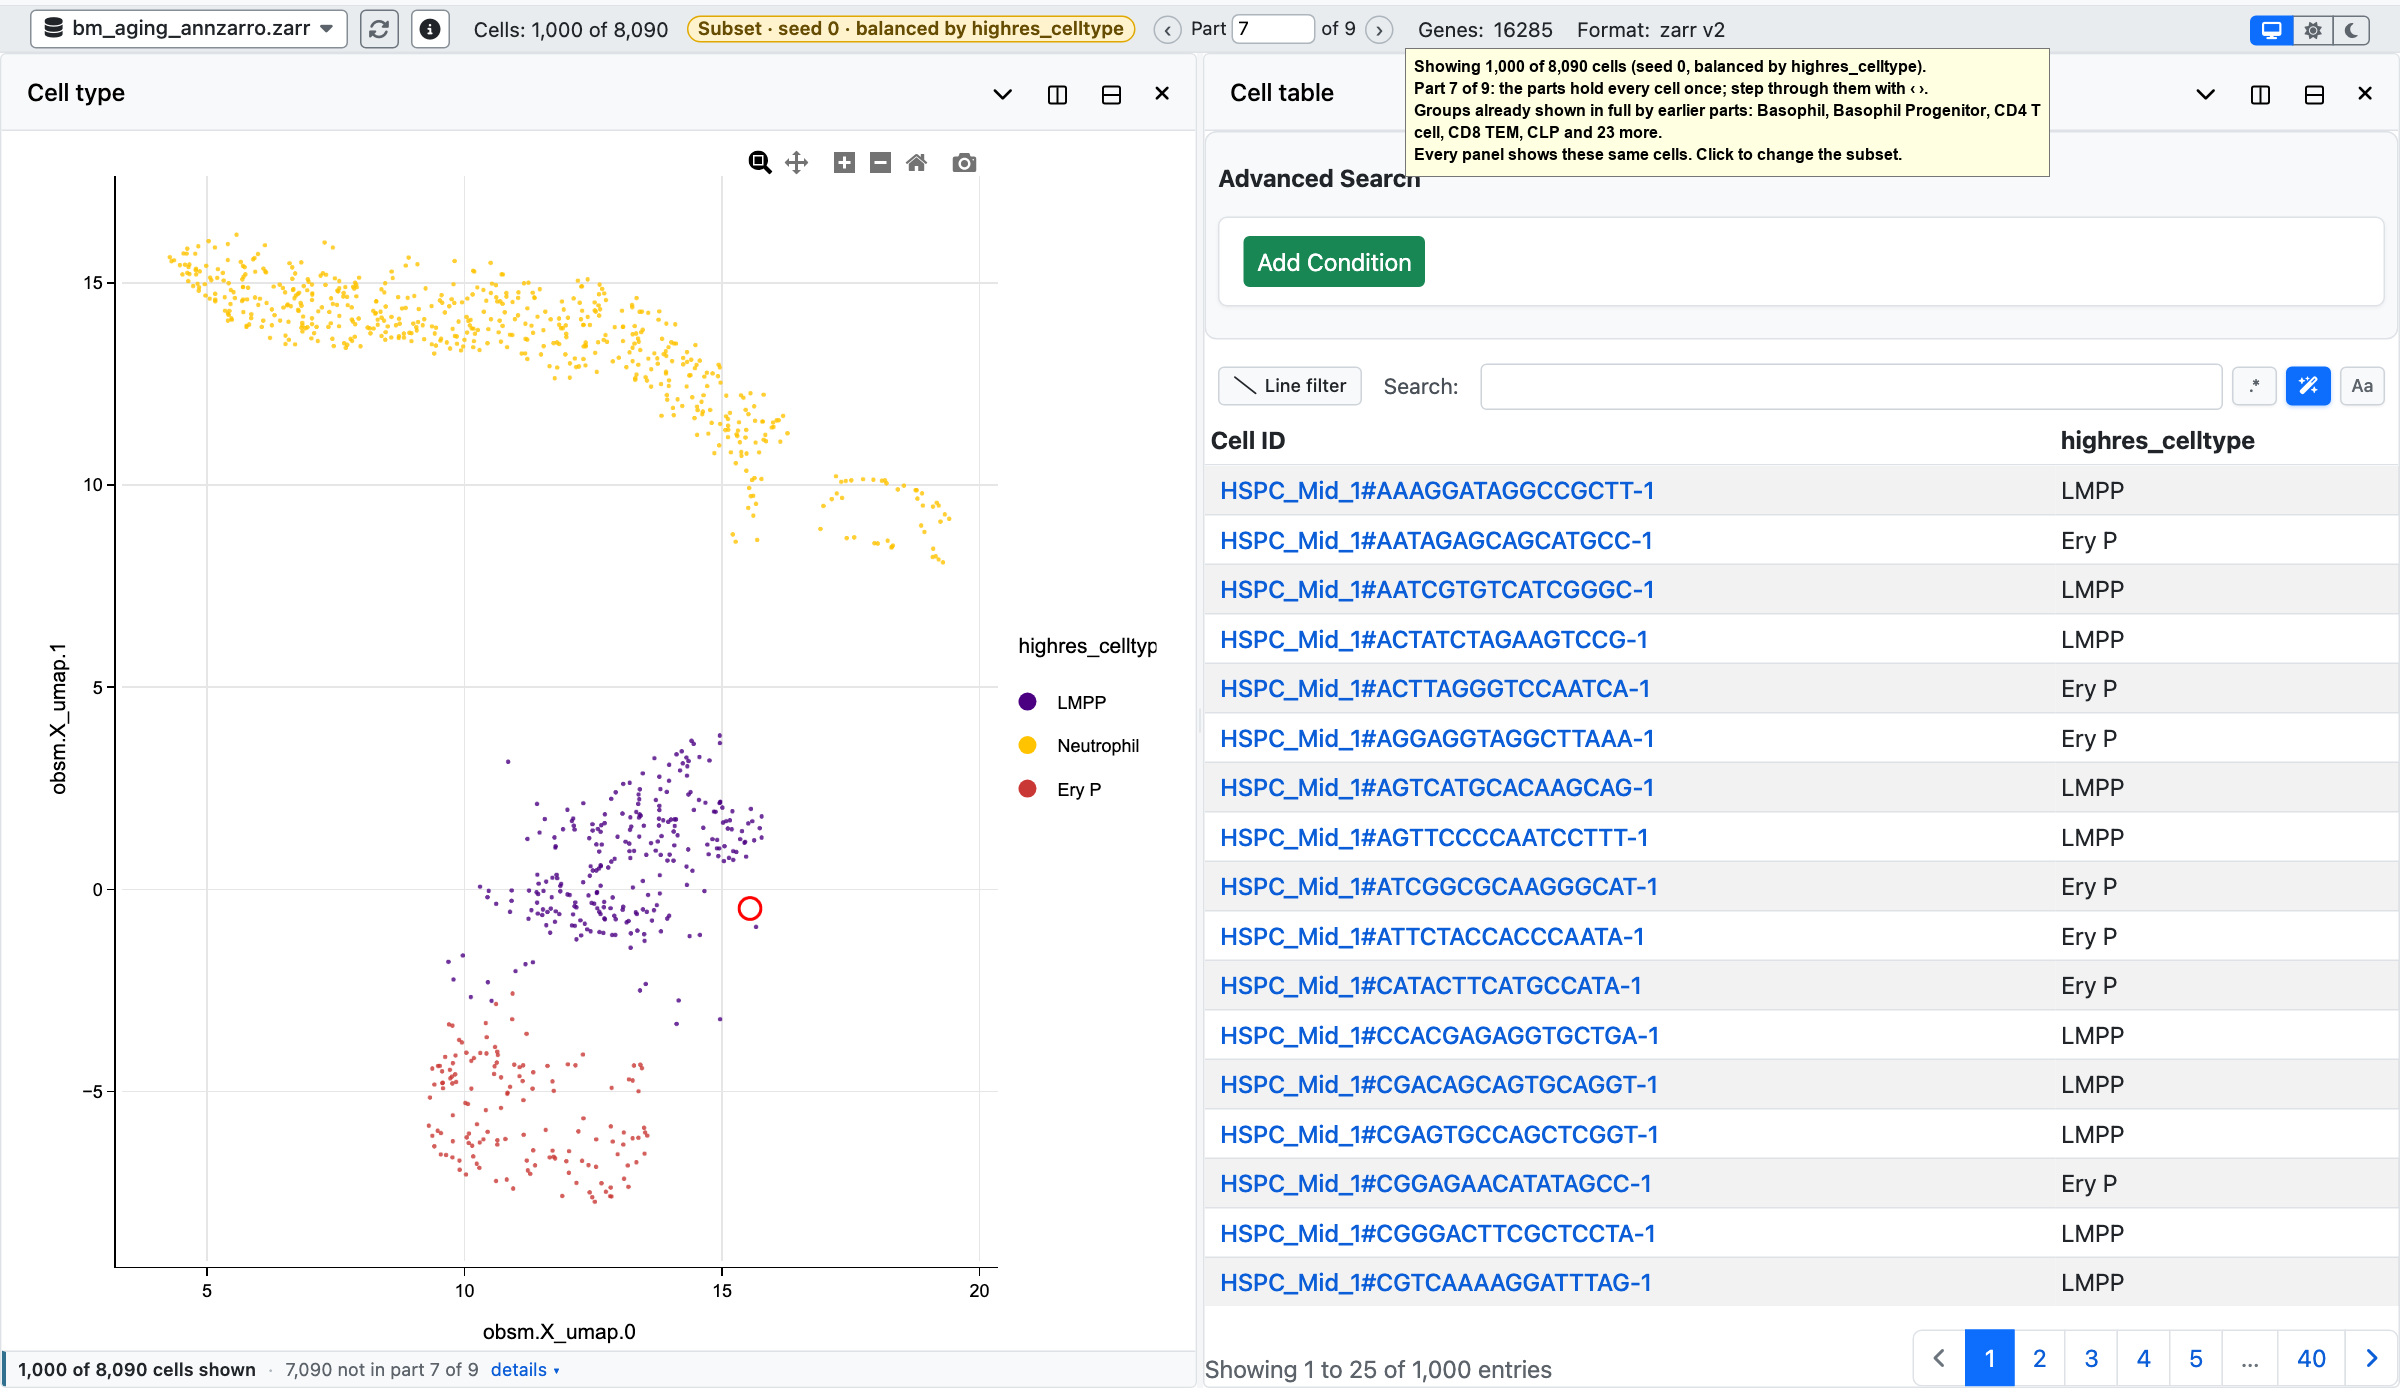 bm_aging_annzarro.zarr
Cells: 1,000 of 8,090
Subset · seed 0 · balanced by highres_celltype
Part 7 of 9
Genes: 16285
Format: zarr v2
Showing 1,000 of 8,090 cells (seed 0, balanced by highres_celltype).
Part 7 of 9: the parts hold every cell once; step through them with ‹ ›.
Groups already shown in full by earlier parts: Basophil, Basophil Progenitor, CD4 T
cell, CD8 TEM, CLP and 23 more.
Every panel shows these same cells. Click to change the subset.
Cell type
15
10
5
0
−5
5
10
15
20
obsm.X_umap.1
obsm.X_umap.0
highres_celltyp
LMPP
Neutrophil
Ery P
1,000 of 8,090 cells shown · 7,090 not in part 7 of 9 details ▾
Cell table
Advanced Search
Add Condition
Line filter
Search:
.*
Aa
Cell ID highres_celltype
HSPC_Mid_1#AAAGGATAGGCCGCTT-1 LMPP
HSPC_Mid_1#AATAGAGCAGCATGCC-1 Ery P
HSPC_Mid_1#AATCGTGTCATCGGGC-1 LMPP
HSPC_Mid_1#ACTATCTAGAAGTCCG-1 LMPP
HSPC_Mid_1#ACTTAGGGTCCAATCA-1 Ery P
HSPC_Mid_1#AGGAGGTAGGCTTAAA-1 Ery P
HSPC_Mid_1#AGTCATGCACAAGCAG-1 LMPP
HSPC_Mid_1#AGTTCCCCAATCCTTT-1 LMPP
HSPC_Mid_1#ATCGGCGCAAGGGCAT-1 Ery P
HSPC_Mid_1#ATTCTACCACCCAATA-1 Ery P
HSPC_Mid_1#CATACTTCATGCCATA-1 Ery P
HSPC_Mid_1#CCACGAGAGGTGCTGA-1 LMPP
HSPC_Mid_1#CGACAGCAGTGCAGGT-1 LMPP
HSPC_Mid_1#CGAGTGCCAGCTCGGT-1 LMPP
HSPC_Mid_1#CGGAGAACATATAGCC-1 Ery P
HSPC_Mid_1#CGGGACTTCGCTCCTA-1 LMPP
HSPC_Mid_1#CGTCAAAAGGATTTAG-1 LMPP
Showing 1 to 25 of 1,000 entries
‹ 1 2 3 4 5 ... 40 ›